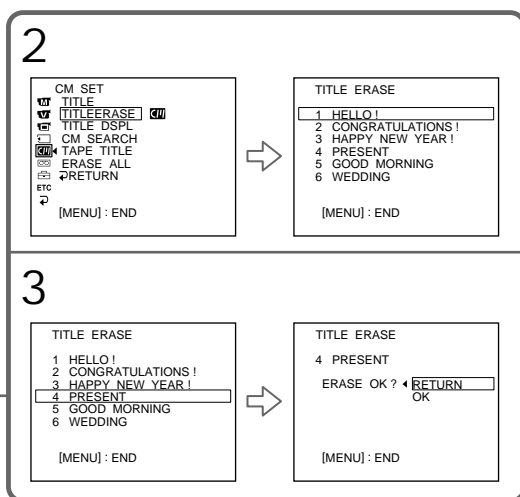 2
CM SET
TITLE
TITLEERASE
TITLE DSPL
CM SEARCH
TAPE TITLE
ERASE ALL
RETURN
ETC
[MENU] : END
TITLE ERASE
1 HELLO !
2 CONGRATULATIONS !
3 HAPPY NEW YEAR !
4 PRESENT
5 GOOD MORNING
6 WEDDING
[MENU] : END
3
TITLE ERASE
1 HELLO !
2 CONGRATULATIONS !
3 HAPPY NEW YEAR !
4 PRESENT
5 GOOD MORNING
6 WEDDING
[MENU] : END
TITLE ERASE
4 PRESENT
ERASE OK ? RETURN
OK
[MENU] : END